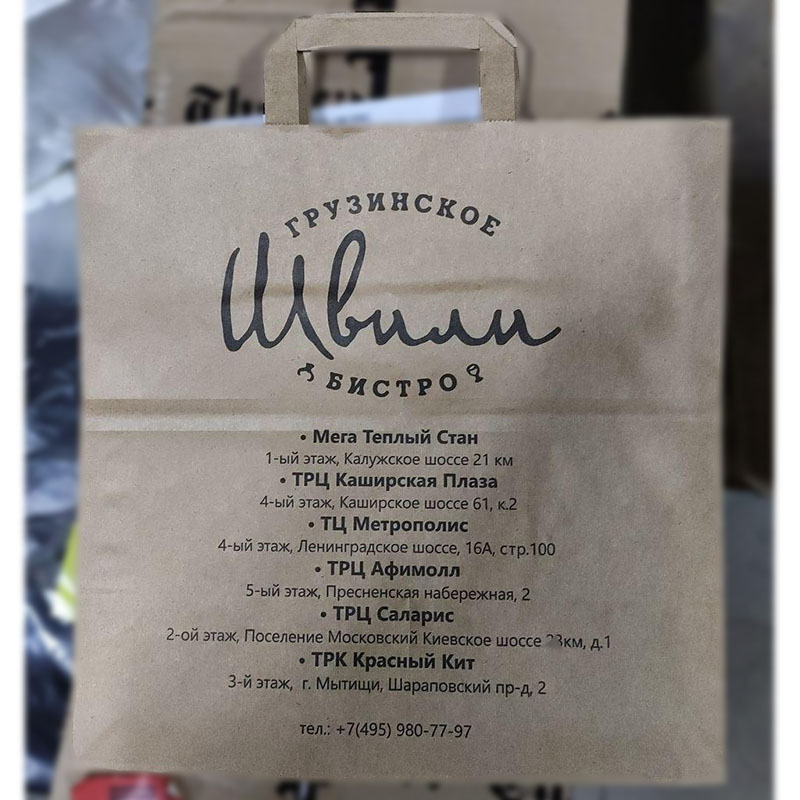 ГРУЗИНСКОЕ
Швили
БИСТРО
• Мега Теплый Стан
1-ый этаж, Калужское шоссе 21 км
• ТРЦ Каширская Плаза
4-ый этаж, Каширское шоссе 61, к.2
• ТЦ Метрополис
4-ый этаж, Ленинградское шоссе, 16А, стр.100
• ТРЦ Афимолл
5-ый этаж, Пресненская набережная, 2
• ТРЦ Саларис
2-ой этаж, Поселение Московский Киевское шоссе д.1
• ТРК Красный Кит
3-й этаж, г. Мытищи, Шараповский пр-д, 2
тел.: +7(495) 980-77-97